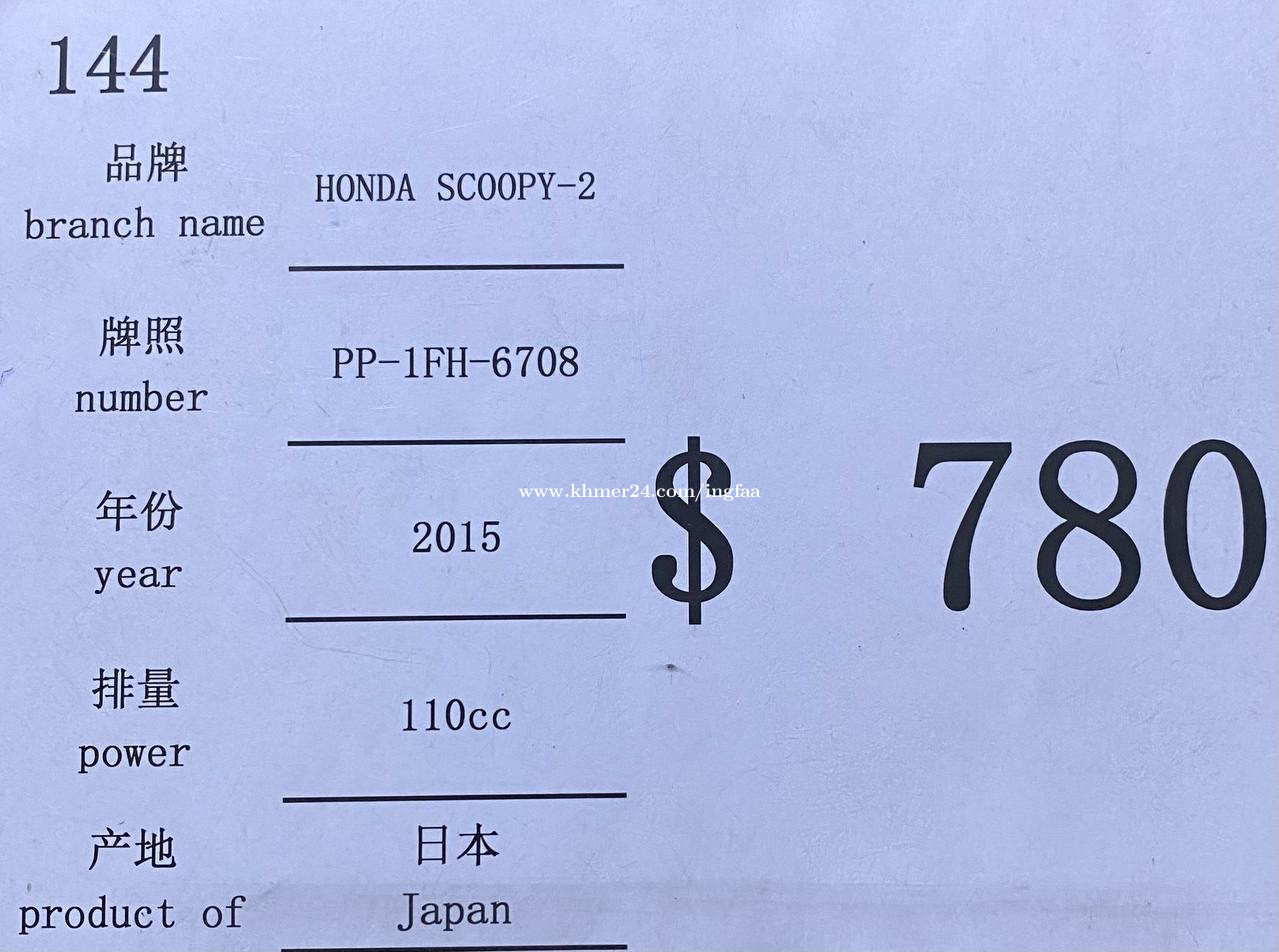 144
品牌
branch name
HONDA SCOOPY-2
牌照
number
PP-1FH-6708
年份
year
2015
$ 780
www.khmer24.com/ingfaa
排量
power
110cc
产地
product of
日本
Japan